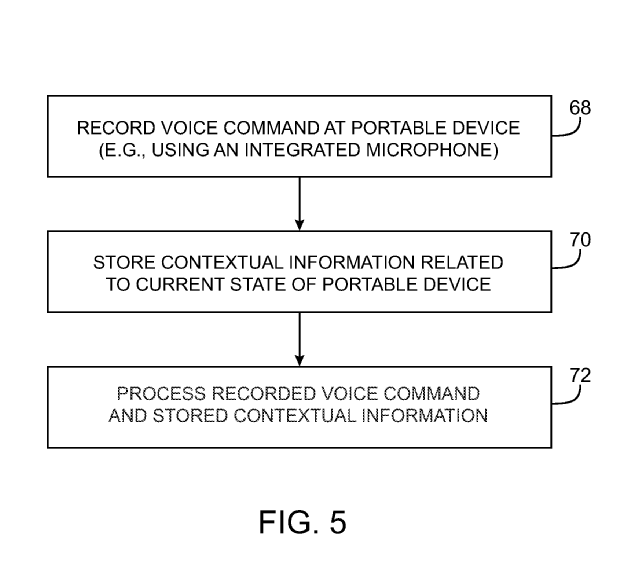 68
RECORD VOICE COMMAND AT PORTABLE DEVICE
(E.G., USING AN INTEGRATED MICROPHONE)
70
STORE CONTEXTUAL INFORMATION RELATED
TO CURRENT STATE OF PORTABLE DEVICE
72
PROCESS RECORDED VOICE COMMAND
AND STORED CONTEXTUAL INFORMATION
FIG. 5